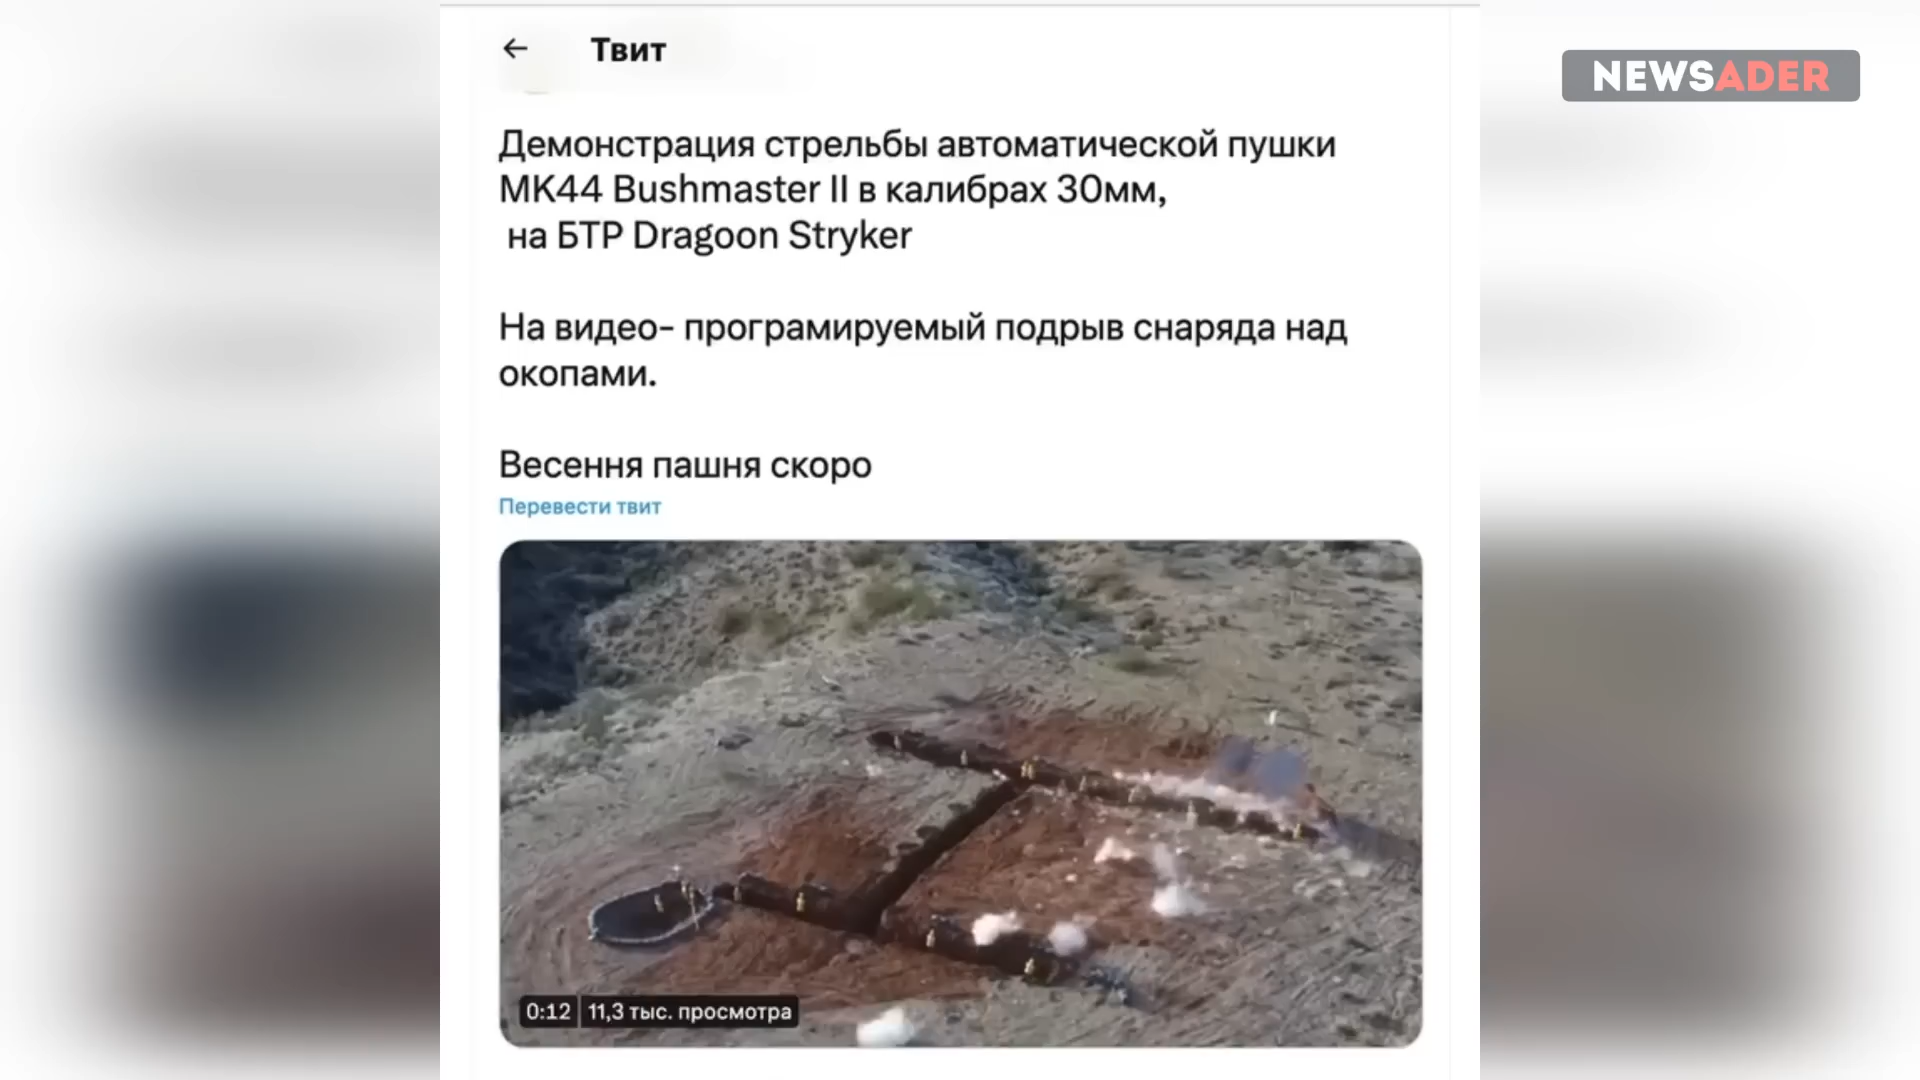 Твит
NEWSADER
Демонстрация стрельбы автоматической пушки
MK44 Bushmaster II в калибрах 30мм,
на БТР Dragoon Stryker
На видео- програмируемый подрыв снаряда над
окопами.
Весення пашня скоро
Перевести твит
0:12 11,3 тыс. просмотра